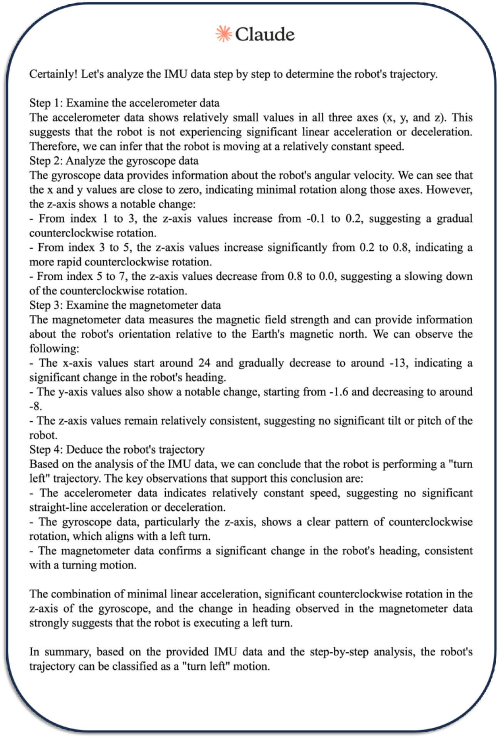 Claude
Certainly! Let's analyze the IMU data step by step to determine the robot's trajectory.
Step 1: Examine the accelerometer data
The accelerometer data shows relatively small values in all three axes (x, y, and z). This
suggests that the robot is not experiencing significant linear acceleration or deceleration.
Therefore, we can infer that the robot is moving at a relatively constant speed.
Step 2: Analyze the gyroscope data
The gyroscope data provides information about the robot's angular velocity. We can see that
the x and y values are close to zero, indicating minimal rotation along those axes. However,
the z-axis shows a notable change:
- From index 1 to 3, the z-axis values increase from -0.1 to 0.2, suggesting a gradual
counterclockwise rotation.
- From index 3 to 5, the z-axis values increase significantly from 0.2 to 0.8, indicating a
more rapid counterclockwise rotation.
- From index 5 to 7, the z-axis values decrease from 0.8 to 0.0, suggesting a slowing down
of the counterclockwise rotation.
Step 3: Examine the magnetometer data
The magnetometer data measures the magnetic field strength and can provide information
about the robot's orientation relative to the Earth's magnetic north. We can observe the
following:
- The x-axis values start around 24 and gradually decrease to around -13, indicating a
significant change in the robot's heading.
- The y-axis values also show a notable change, starting from -1.6 and decreasing to around
-8.
- The z-axis values remain relatively consistent, suggesting no significant tilt or pitch of the
robot.
Step 4: Deduce the robot's trajectory
Based on the analysis of the IMU data, we can conclude that the robot is performing a "turn
left" trajectory. The key observations that support this conclusion are:
- The accelerometer data indicates relatively constant speed, suggesting no significant
straight-line acceleration or deceleration.
- The gyroscope data, particularly the z-axis, shows a clear pattern of counterclockwise
rotation, which aligns with a left turn.
- The magnetometer data confirms a significant change in the robot's heading, consistent
with a turning motion.
The combination of minimal linear acceleration, significant counterclockwise rotation in the
z-axis of the gyroscope, and the change in heading observed in the magnetometer data
strongly suggests that the robot is executing a left turn.
In summary, based on the provided IMU data and the step-by-step analysis, the robot's
trajectory can be classified as a "turn left" motion.